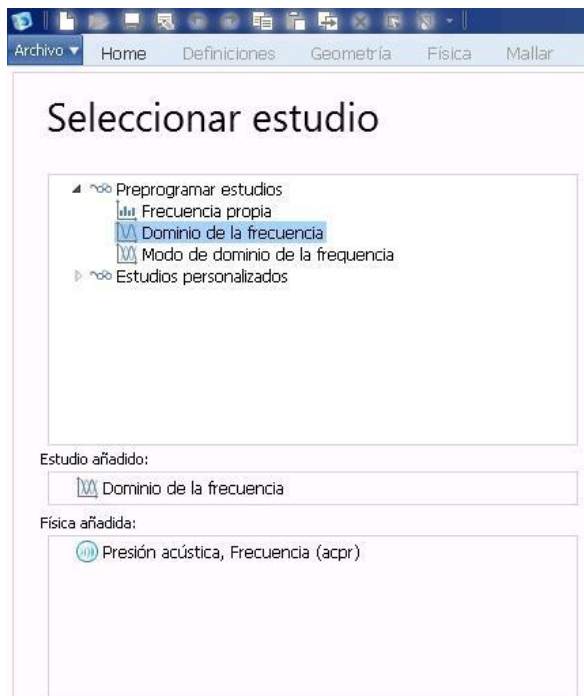 Archivo Home Definiciones Geometría Física Mallar
Seleccionar estudio
Preprogramar estudios
Frecuencia propia
Dominio de la frecuencia
Modo de dominio de la frequencia
Estudios personalizados
Estudio añadido:
Dominio de la frecuencia
Física añadida:
Presión acústica, Frecuencia (acpr)